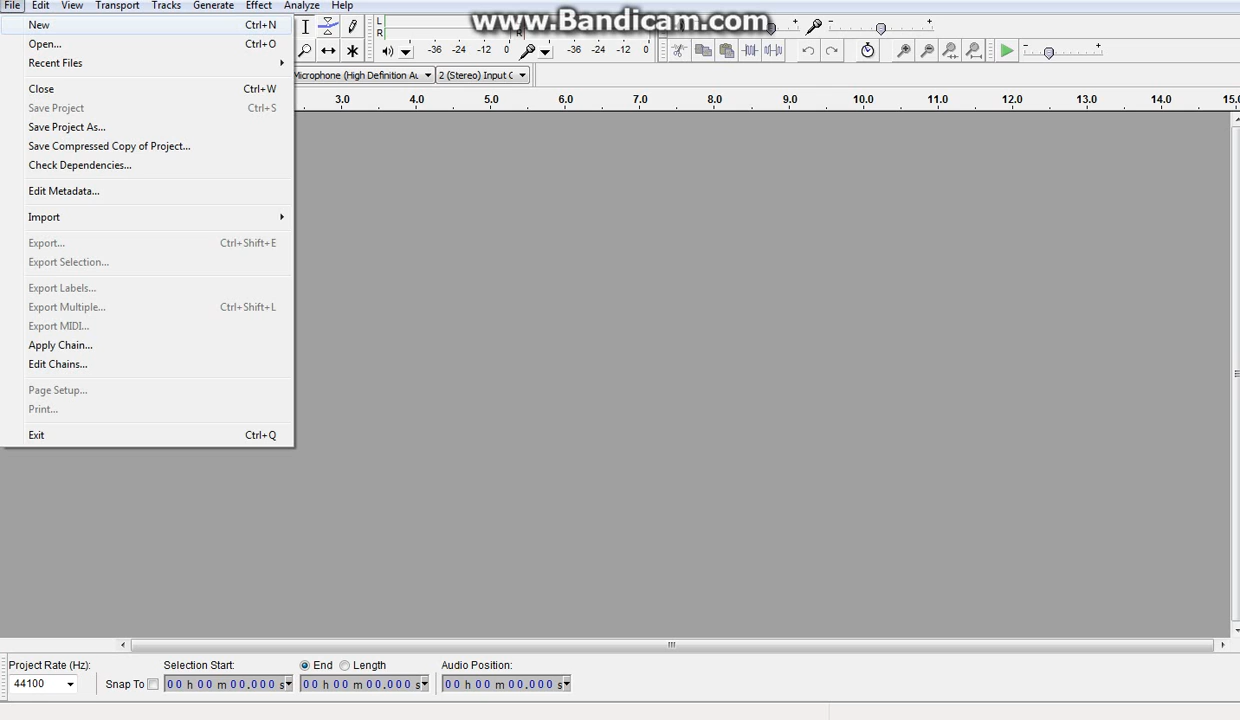 File Edit View Transport Tracks Generate Effect Analyze Help
www.Bandicam.com
New Ctrl+N
Open... Ctrl+O
Recent Files
Close Ctrl+W
Save Project Ctrl+S
Save Project As...
Save Compressed Copy of Project...
Check Dependencies...
Edit Metadata...
Import
Export... Ctrl+Shift+E
Export Selection...
Export Labels...
Export Multiple... Ctrl+Shift+L
Export MIDI...
Apply Chain...
Edit Chains...
Page Setup...
Print...
Exit Ctrl+Q
L
R R
-36 -24 -12 0 -36 -24 -12 0
Microphone (High Definition Au 2 (Stereo) Input C
3.0 4.0 5.0 6.0 7.0 8.0 9.0 10.0 11.0 12.0 13.0 14.0 15.0
Project Rate (Hz): Selection Start: End Length Audio Position:
44100 Snap To 00 h 00 m 00.000 s 00 h 00 m 00.000 s 00 h 00 m 00.000 s